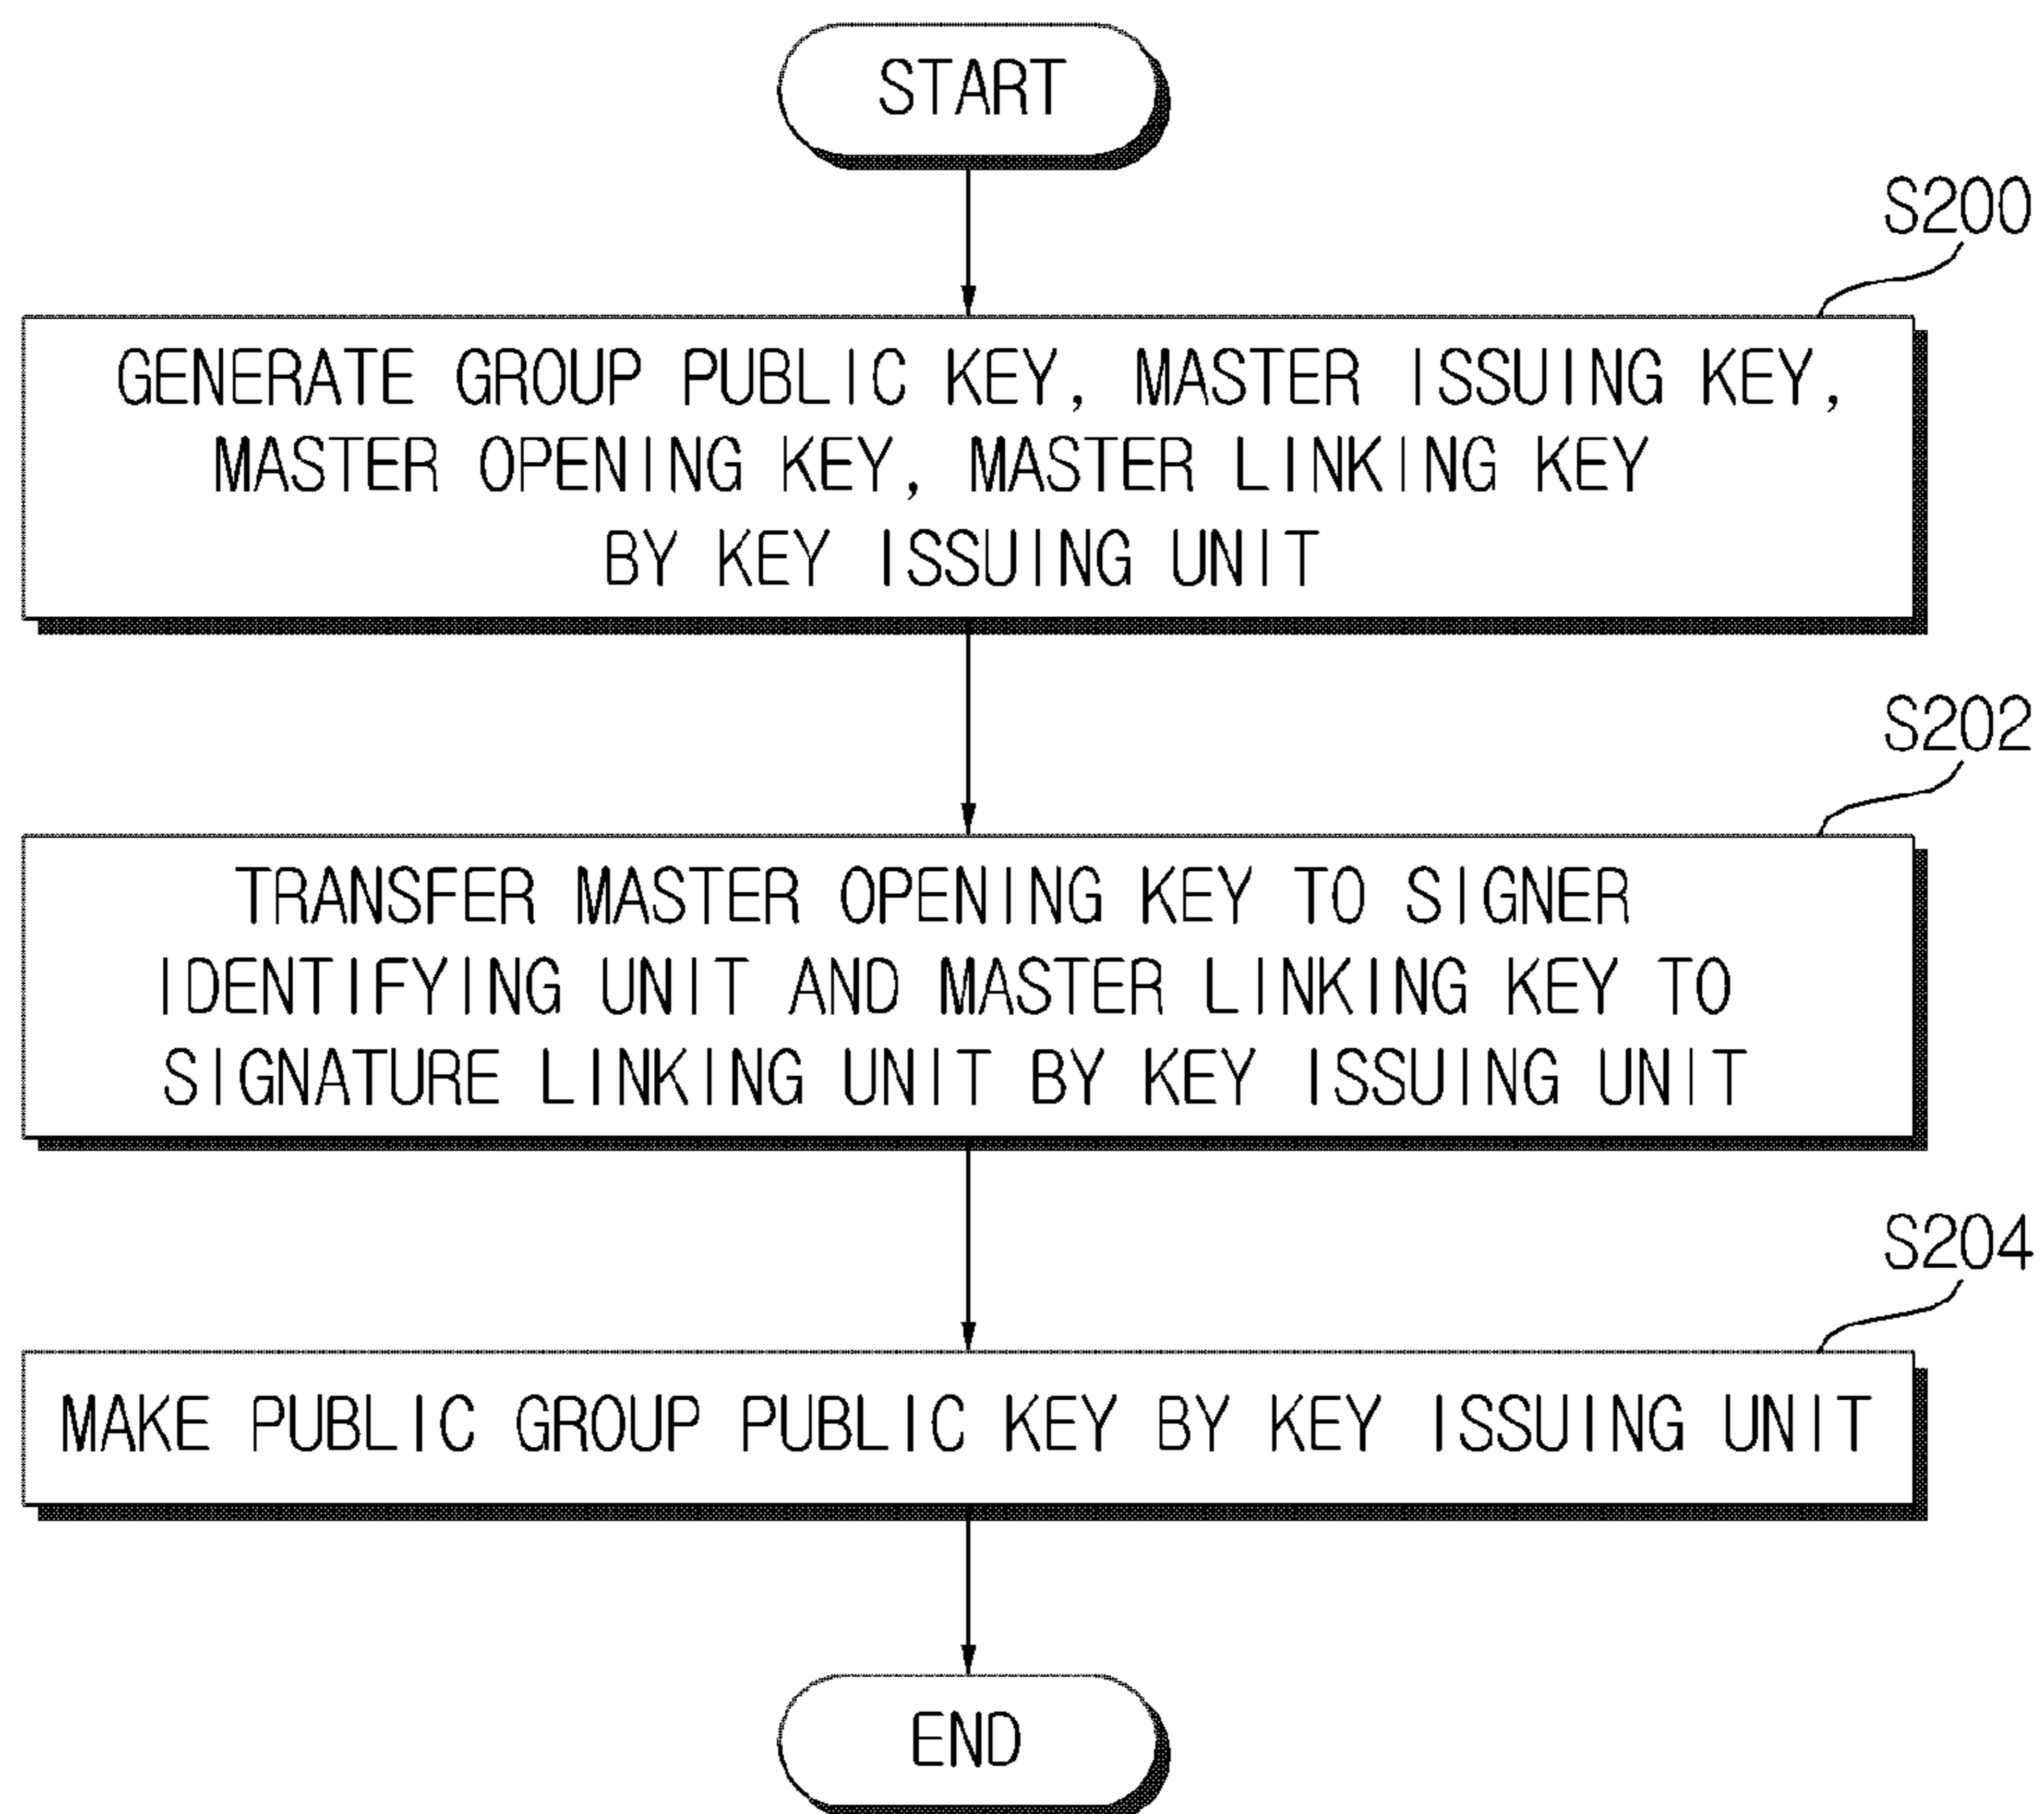 START
S200
GENERATE GROUP PUBLIC KEY, MASTER ISSUING KEY,
MASTER OPENING KEY, MASTER LINKING KEY
BY KEY ISSUING UNIT
S202
TRANSFER MASTER OPENING KEY TO SIGNER
IDENTIFYING UNIT AND MASTER LINKING KEY TO
SIGNATURE LINKING UNIT BY KEY ISSUING UNIT
S204
MAKE PUBLIC GROUP PUBLIC KEY BY KEY ISSUING UNIT
END